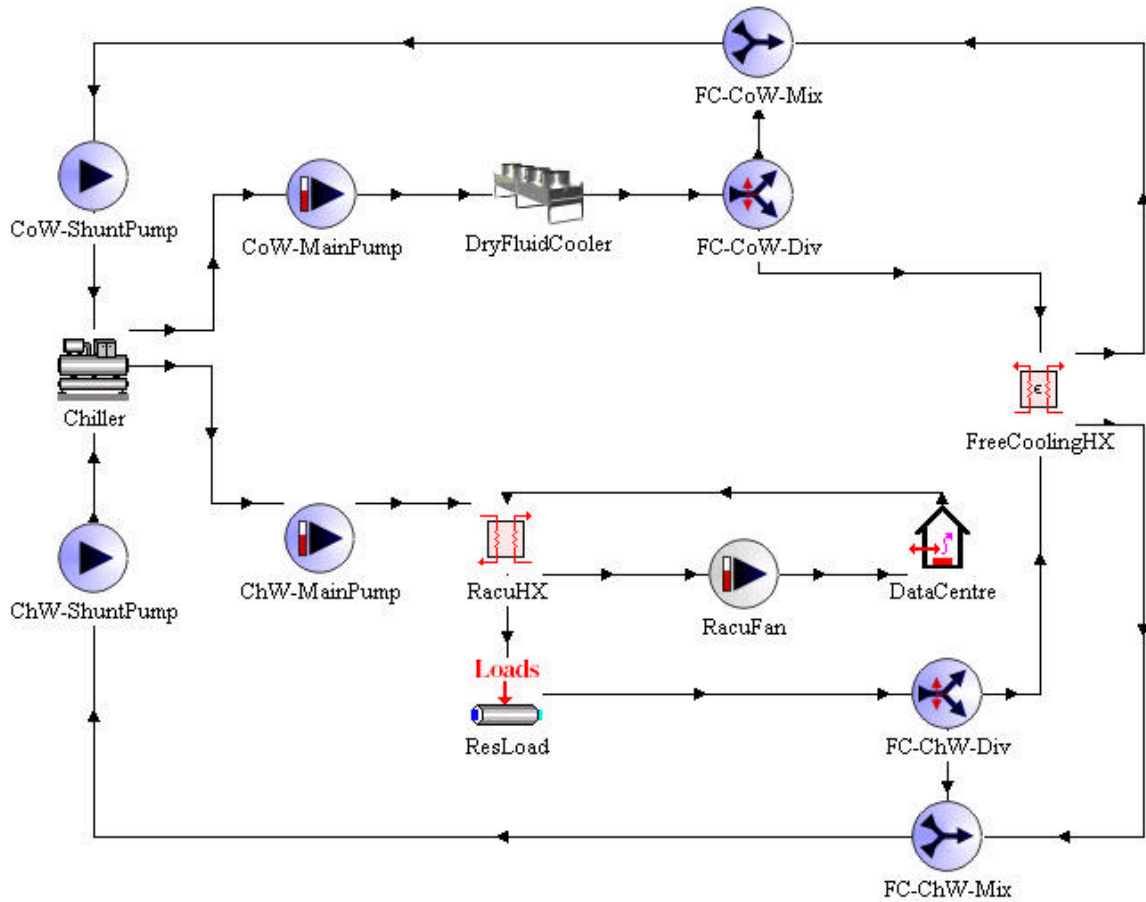 FC-CoW-Mix
CoW-ShuntPump
CoW-MainPump
DryFluidCooler
FC-CoW-Div
Chiller
ε
FreeCoolingHX
ChW-ShuntPump
ChW-MainPump
RacuHX
RacuFan
DataCentre
Loads
ResLoad
FC-ChW-Div
FC-ChW-Mix